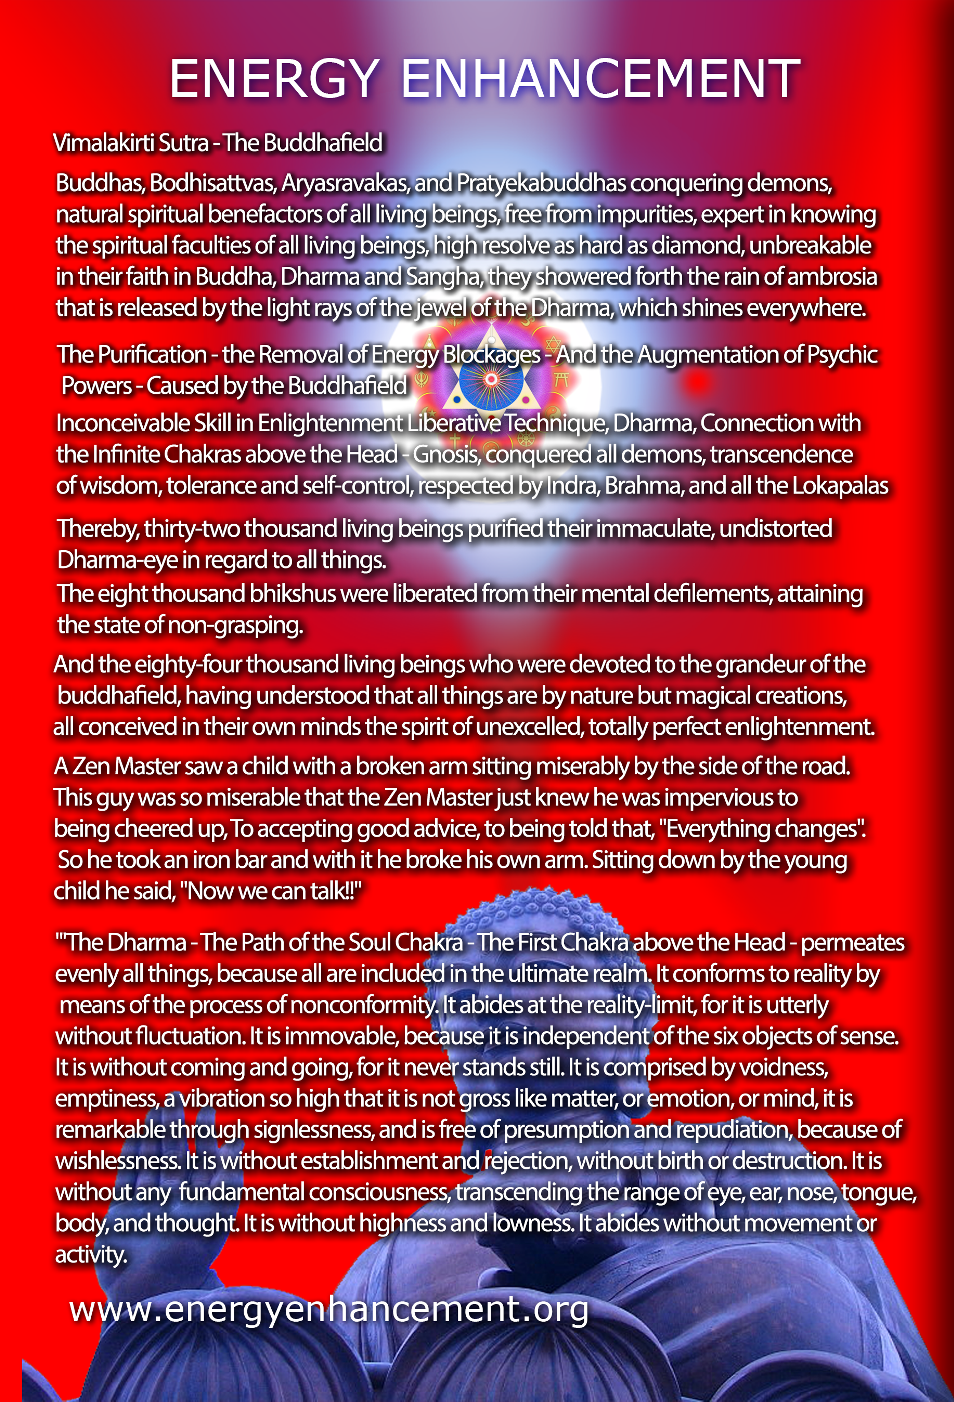 ENERGY ENHANCEMENT
Vimalakirti Sutra - The Buddhafield
Buddhas, Bodhisattvas, Aryasravakas, and Pratyekabuddhas conquering demons,
natural spiritual benefactors of all living beings, free from impurities, expert in knowing
the spiritual faculties of all living beings, high resolve as hard as diamond, unbreakable
in their faith in Buddha, Dharma and Sangha, they showered forth the rain of ambrosia
that is released by the light rays of the jewel of the Dharma, which shines everywhere.
The Purification - the Removal of Energy Blockages - And the Augmentation of Psychic
Powers - Caused by the Buddhafield
Inconceivable Skill in Enlightenment Liberative Technique, Dharma, Connection with
the Infinite Chakras above the Head - Gnosis, conquered all demons, transcendence
of wisdom, tolerance and self-control, respected by Indra, Brahma, and all the Lokapalas
Thereby, thirty-two thousand living beings purified their immaculate, undistorted
Dharma-eye in regard to all things.
The eight thousand bhikshus were liberated from their mental defilements, attaining
the state of non-grasping.
And the eighty-four thousand living beings who were devoted to the grandeur of the
buddhafield, having understood that all things are by nature but magical creations,
all conceived in their own minds the spirit of unexcelled, totally perfect enlightenment.
A Zen Master saw a child with a broken arm sitting miserably by the side of the road.
This guy was so miserable that the Zen Master just knew he was impervious to
being cheered up, To accepting good advice, to being told that, "Everything changes".
So he took an iron bar and with it he broke his own arm. Sitting down by the young
child he said, "Now we can talk!!"
"'The Dharma - The Path of the Soul Chakra - The First Chakra above the Head - permeates
evenly all things, because all are included in the ultimate realm. It conforms to reality by
means of the process of nonconformity. It abides at the reality-limit, for it is utterly
without fluctuation. It is immovable, because it is independent of the six objects of sense.
It is without coming and going, for it never stands still. It is comprised by voidness,
emptiness, a vibration so high that it is not gross like matter, or emotion, or mind, it is
remarkable through signlessness, and is free of presumption and repudiation, because of
wishlessness. It is without establishment and rejection, without birth or destruction. It is
without any fundamental consciousness, transcending the range of eye, ear, nose, tongue,
body, and thought. It is without highness and lowness. It abides without movement or
activity.
www.energyenhancement.org